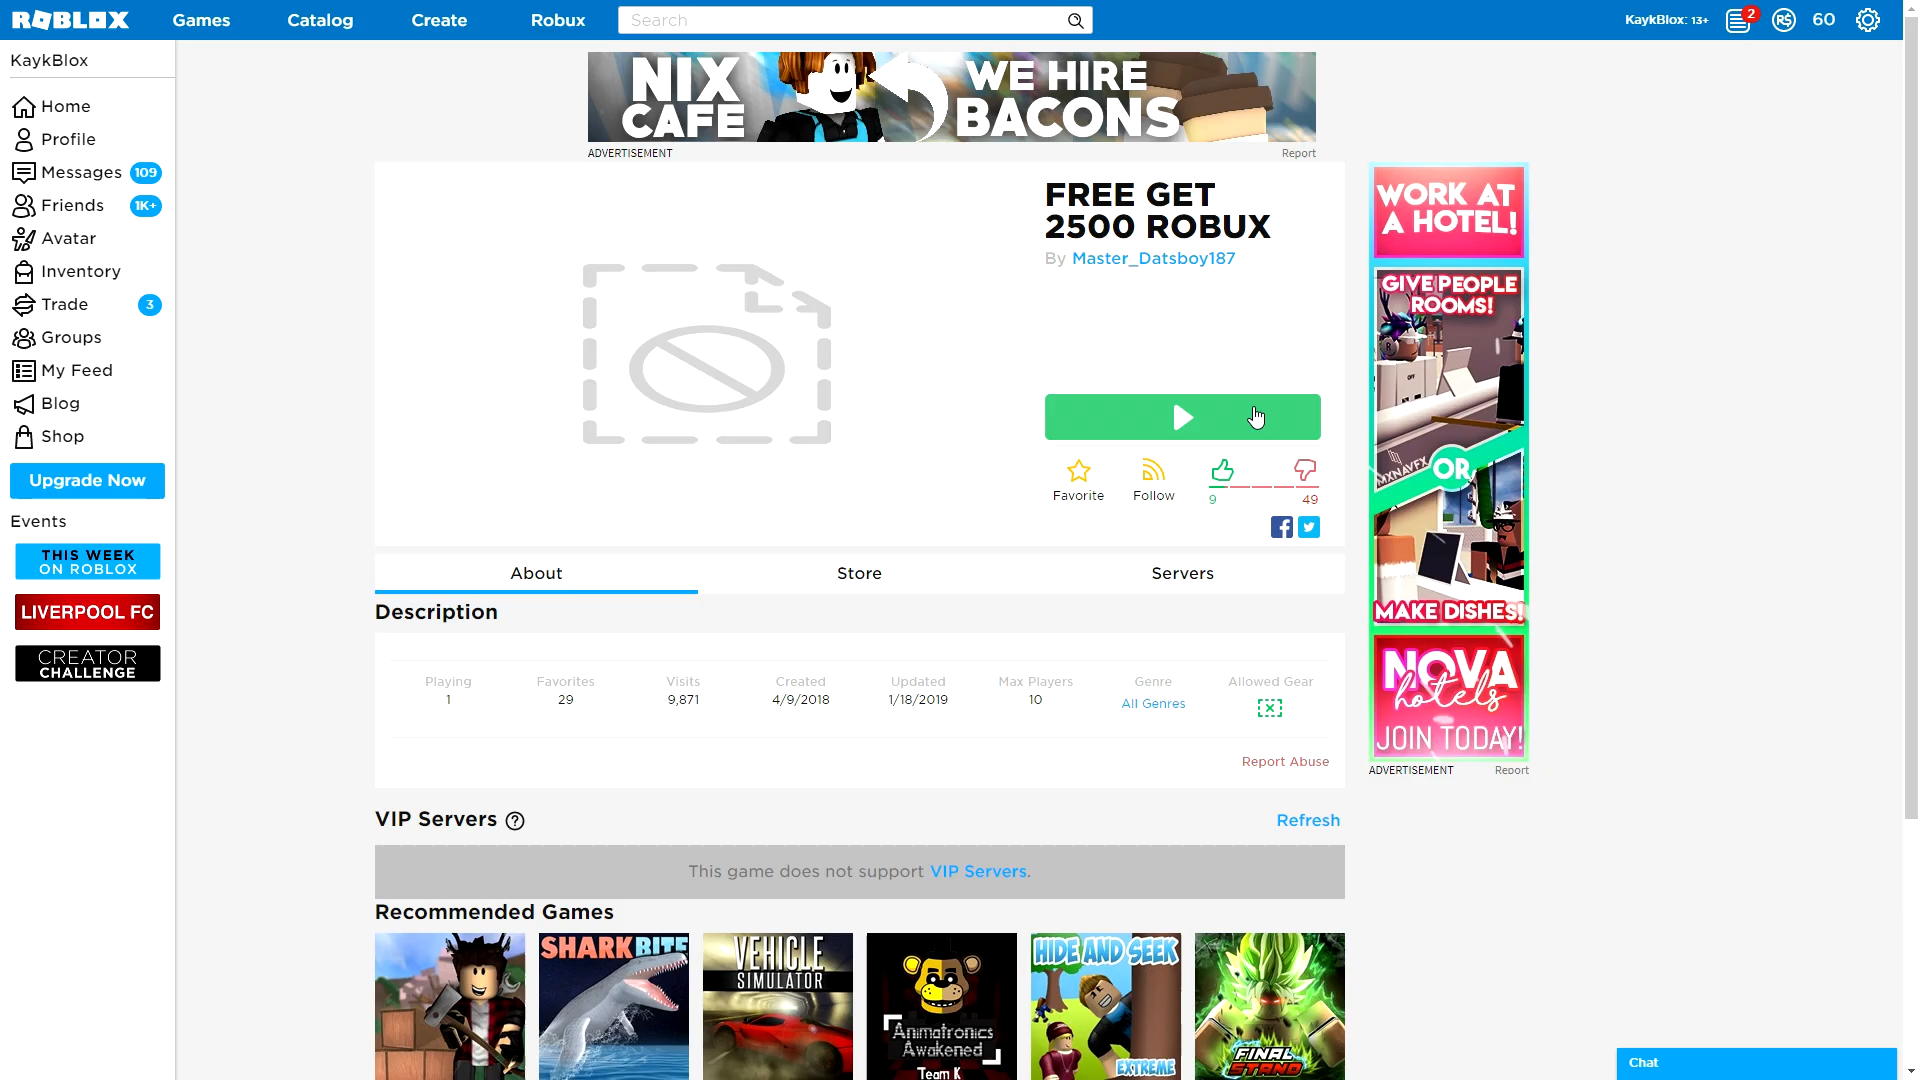 ROBLOX
Games
Catalog
Create
Robux
Search
KaykBlox: 13+
2
R$
60
KaykBlox
Home
Profile
Messages 109
Friends 1K+
Avatar
Inventory
Trade 3
Groups
My Feed
Blog
Shop
Upgrade Now
Events
THIS WEEK
ON ROBLOX
LIVERPOOL FC
CREATOR
CHALLENGE
NIX
CAFE
WE HIRE
BACONS
ADVERTISEMENT
Report
FREE GET
2500 ROBUX
By Master_Datsboy187
Favorite
Follow
9
49
About
Store
Servers
Description
Playing
1
Favorites
29
Visits
9,871
Created
4/9/2018
Updated
1/18/2019
Max Players
10
Genre
All Genres
Allowed Gear
Report Abuse
VIP Servers ?
Refresh
This game does not support VIP Servers.
Recommended Games
SHARKBITE
VEHICLE
SIMULATOR
Animatronics
Awakened
Team K
HIDE AND SEEK
EXTREME
FINAL
STAND
WORK AT
A HOTEL!
GIVE PEOPLE
ROOMS!
OFF
MXNAVFX
OR
MAKE DISHES!
NOVA
hotels
JOIN TODAY!
ADVERTISEMENT
Report
Chat